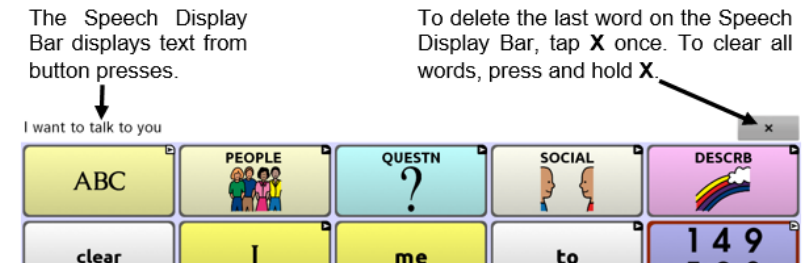 The Speech Display
Bar displays text from
button presses.
To delete the last word on the Speech
Display Bar, tap X once. To clear all
words, press and hold X.
I want to talk to you
×
ABC
PEOPLE
QUESTN
?
SOCIAL
DESCRB
clear
I
me
to
1 4 9